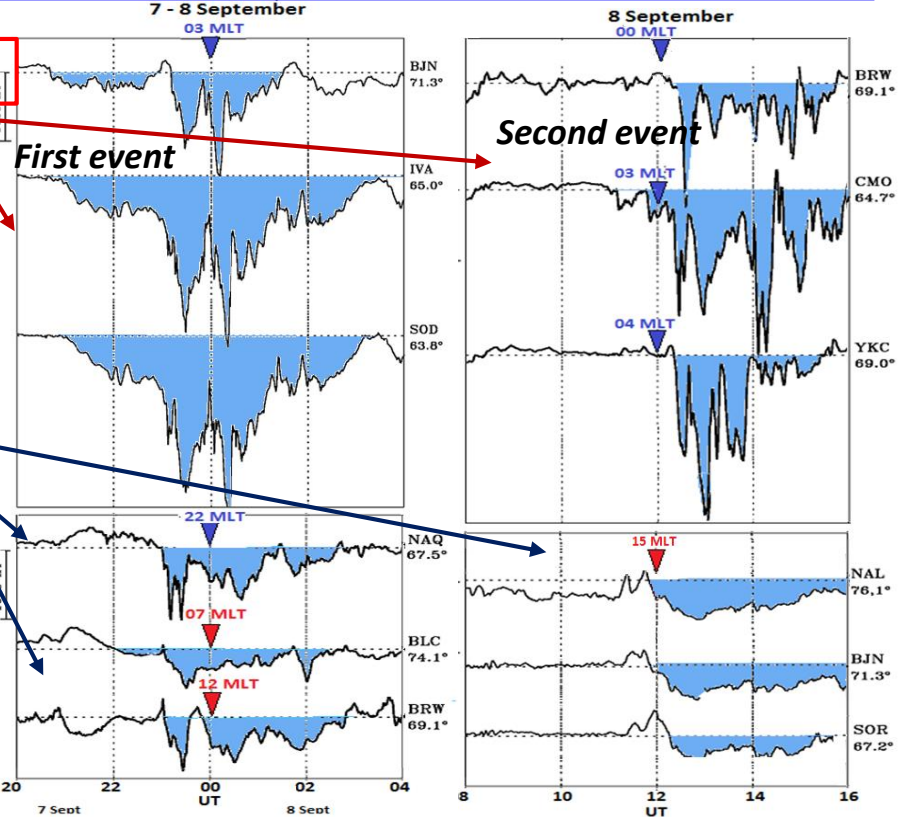 7 - 8 September
03 MLT
BJN
71.3°
First event
IVA
65.0°
SOD
63.8°
22 MLT
NAQ
67.5°
07 MLT
BLC
74.1°
12 MLT
BRW
69.1°
20
22
00
02
04
UT
7 Sept
8 Sept
8 September
00 MLT
BRW
69.1°
Second event
03 MLT
CMO
64.7°
04 MLT
YKC
69.0°
15 MLT
NAL
76,1°
BJN
71.3°
SOR
67.2°
8
10
12
14
16
UT